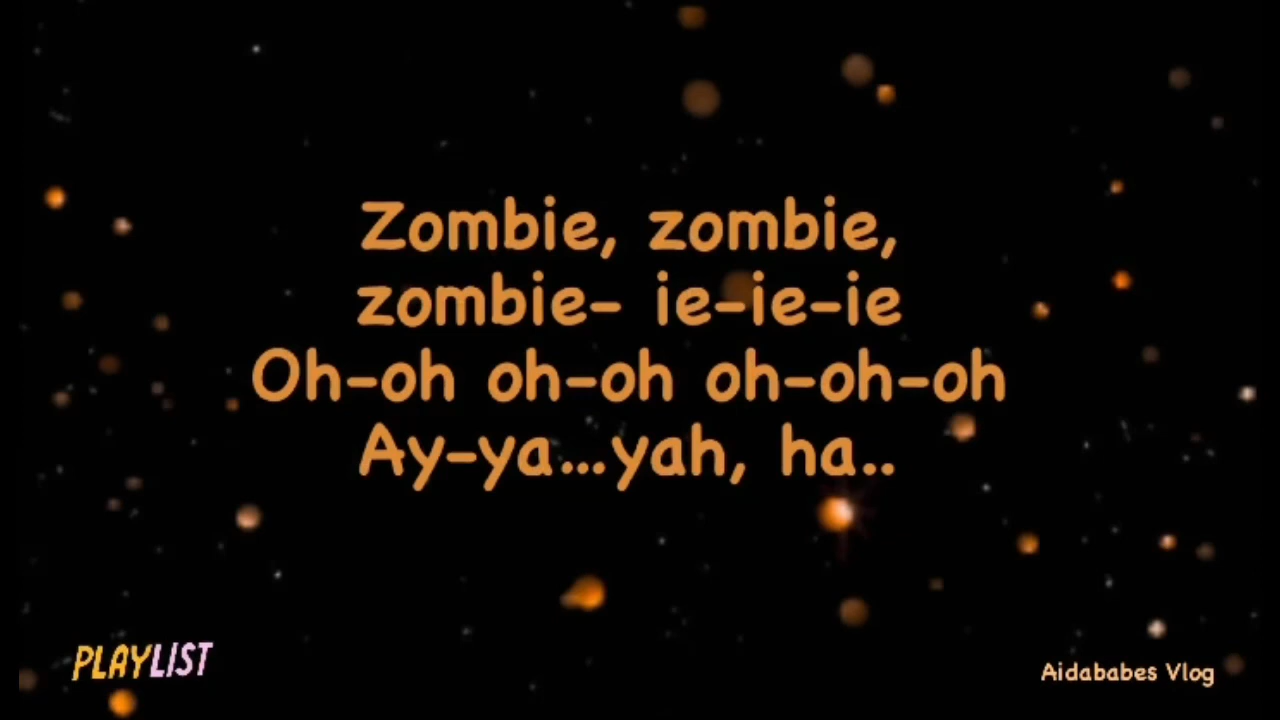 Zombie, zombie,
zombie- ie-ie-ie
Oh-oh oh-oh oh-oh-oh
Ay-ya...yah, ha..
PLAYLIST
Aidababes Vlog